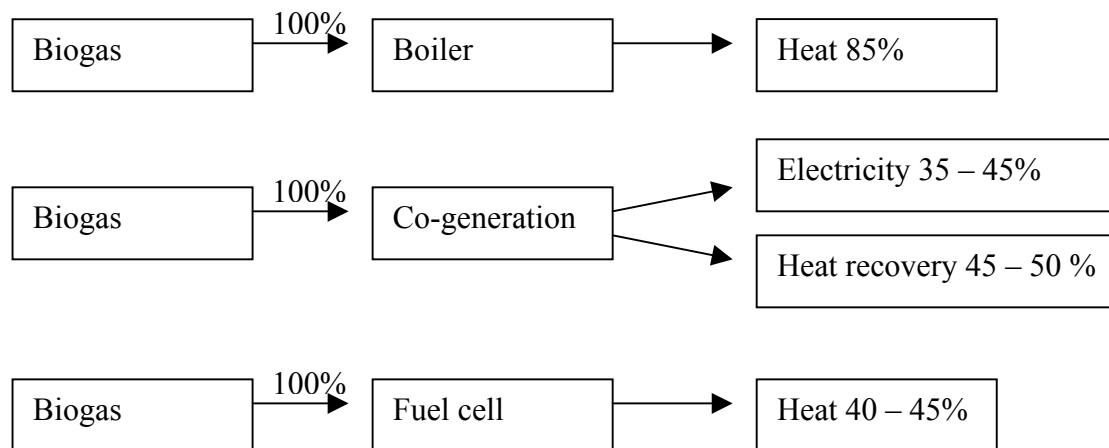 100%
Biogas Boiler Heat 85%
Electricity 35 – 45%
100%
Biogas Co-generation
Heat recovery 45 – 50 %
100%
Biogas Fuel cell Heat 40 – 45%